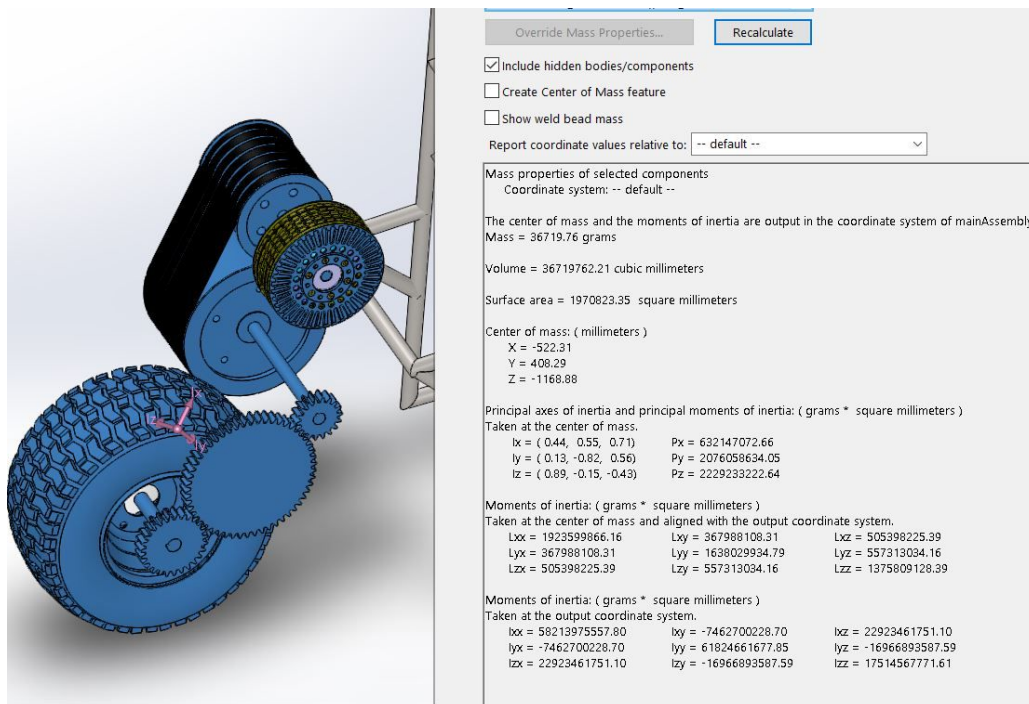 Override Mass Properties...
Recalculate
Include hidden bodies/components
Create Center of Mass feature
Show weld bead mass
Report coordinate values relative to: -- default --
Mass properties of selected components
Coordinate system: -- default --
The center of mass and the moments of inertia are output in the coordinate system of mainAssembly
Mass = 36719.76 grams
Volume = 36719762.21 cubic millimeters
Surface area = 1970823.35 square millimeters
Center of mass: ( millimeters )
X = -522.31
Y = 408.29
Z = -1168.88
Principal axes of inertia and principal moments of inertia: ( grams * square millimeters )
Taken at the center of mass.
Ix = ( 0.44, 0.55, 0.71) Px = 632147072.66
Iy = ( 0.13, -0.82, 0.56) Py = 2076058634.05
Iz = ( 0.89, -0.15, -0.43) Pz = 2229233222.64
Moments of inertia: ( grams * square millimeters )
Taken at the center of mass and aligned with the output coordinate system.
Lxx = 1923599866.16 Lxy = 367988108.31 Lxz = 505398225.39
Lyx = 367988108.31 Lyy = 1638029934.79 Lyz = 557313034.16
Lzx = 505398225.39 Lzy = 557313034.16 Lzz = 1375809128.39
Moments of inertia: ( grams * square millimeters )
Taken at the output coordinate system.
Ixx = 58213975557.80 Ixy = -7462700228.70 Ixz = 22923461751.10
Iyx = -7462700228.70 Iyy = 61824661677.85 Iyz = -16966893587.59
Izx = 22923461751.10 Izy = -16966893587.59 Izz = 17514567771.61